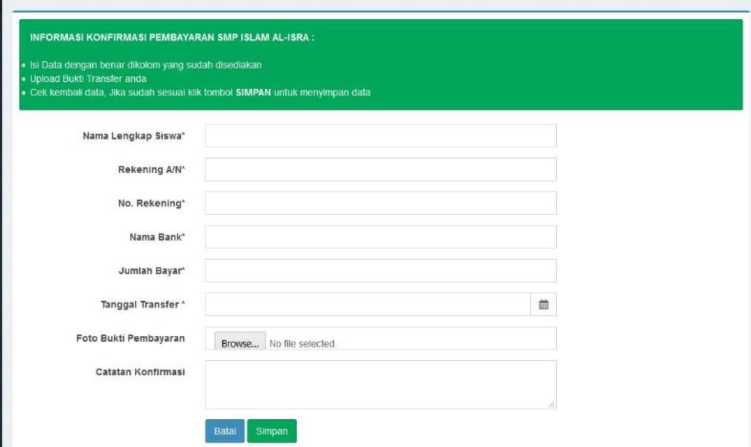 INFORMASI KONFIRMASI PEMBAYARAN SMP ISLAM AL-ISRA :
• Isi Data dengan benar dikolom yang sudah disediakan
• Upload Bukti Transfer anda
• Cek kembali data, Jika sudah sesuai klik tombol SIMPAN untuk menyimpan data
Nama Lengkap Siswa*
Rekening A/N*
No. Rekening*
Nama Bank*
Jumlah Bayar*
Tanggal Transfer *
Foto Bukti Pembayaran Browse... No file selected.
Catatan Konfirmasi
Batal Simpan